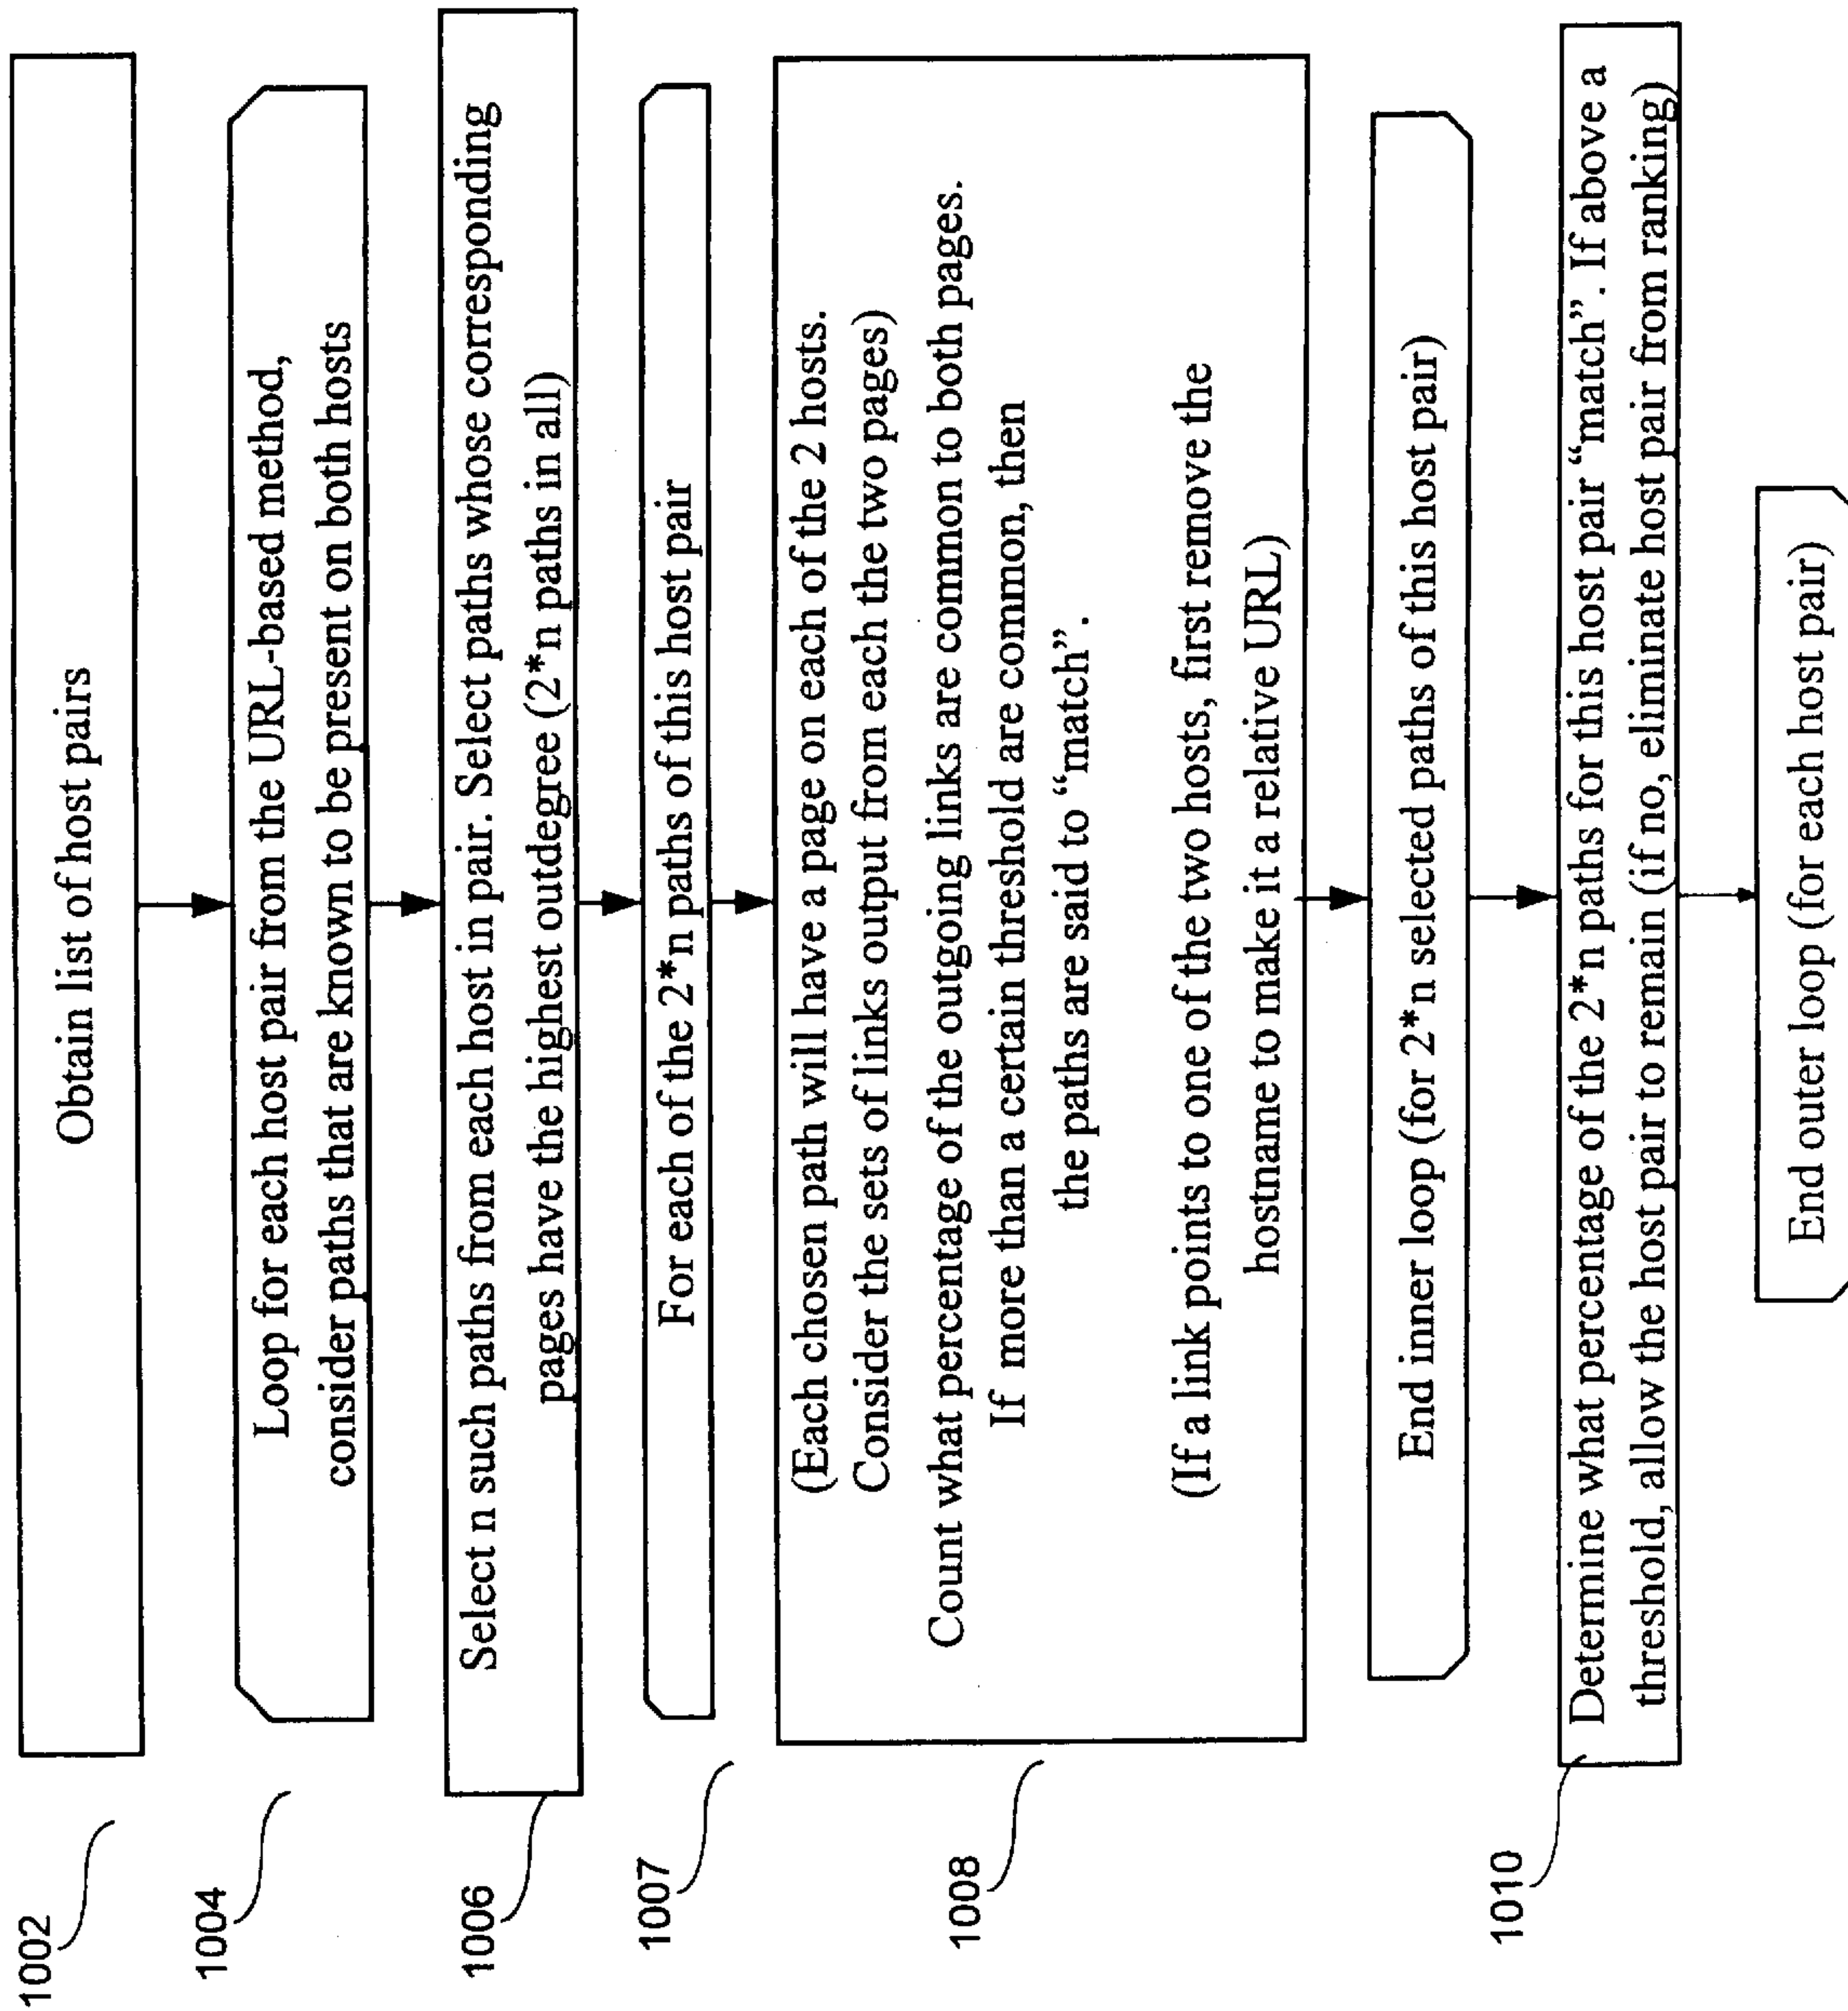 1002
Obtain list of host pairs
1004
Loop for each host pair from the URL-based method,
consider paths that are known to be present on both hosts
1006
Select n such paths from each host in pair. Select paths whose corresponding
pages have the highest outdegree (2*n paths in all)
1007
For each of the 2*n paths of this host pair
1008
(Each chosen path will have a page on each of the 2 hosts.
Consider the sets of links output from each the two pages)
Count what percentage of the outgoing links are common to both pages.
If more than a certain threshold are common, then
the paths are said to “match”.
(If a link points to one of the two hosts, first remove the
hostname to make it a relative URL)
End inner loop (for 2*n selected paths of this host pair)
1010
Determine what percentage of the 2*n paths for this host pair “match”. If above a
threshold, allow the host pair to remain (if no, eliminate host pair from ranking)
End outer loop (for each host pair)